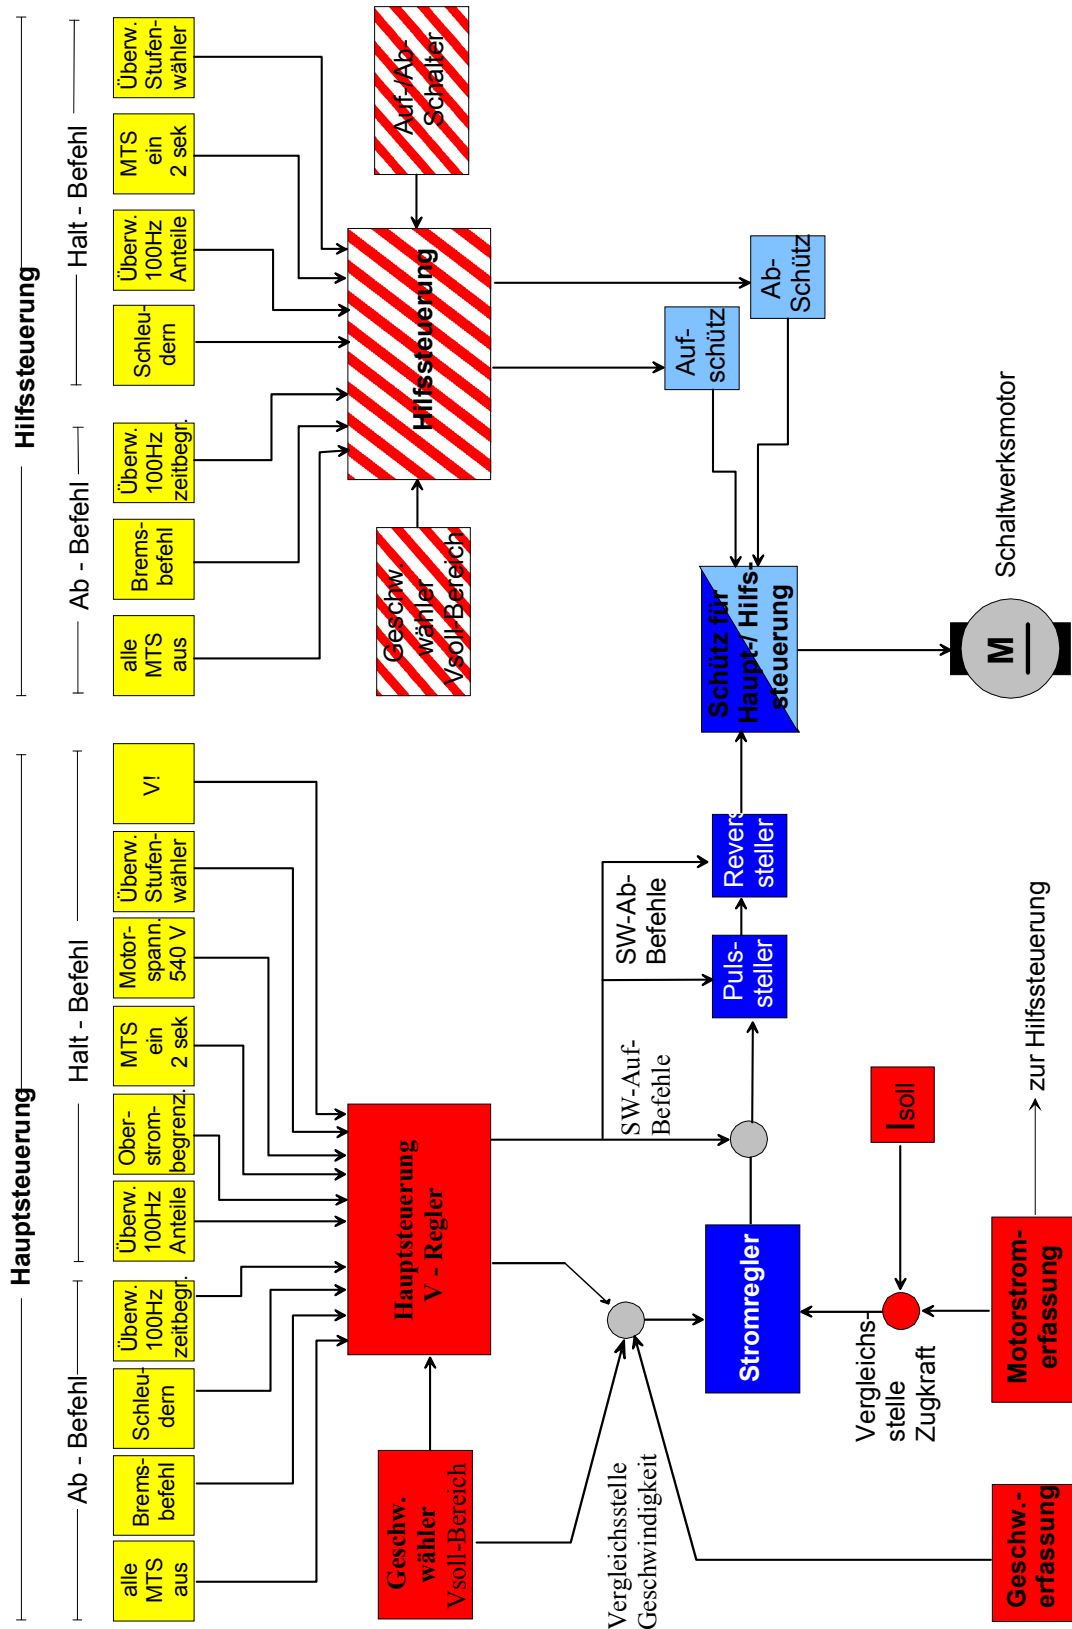 Hauptsteuerung
Hilfssteuerung
Ab - Befehl
Halt - Befehl
Ab - Befehl
Halt - Befehl
alle
MTS
aus
Brems-
befehl
Schleu-
dern
Überw.
100Hz
zeitbegr.
Überw.
100Hz
Anteile
Ober-
strom-
begrenz.
MTS
ein
2 sek
Motor-
spann.
540 V
Überw.
Stufen-
wähler
V!
alle
MTS
aus
Brems-
befehl
Überw.
100Hz
zeitbegr.
Schleu-
dern
Überw.
100Hz
Anteile
MTS
ein
2 sek
Überw.
Stufen-
wähler
Geschw.
wähler
Vsoll-Bereich
Hauptsteuerung
V - Regler
Geschw.
wähler
Vsoll-Bereich
Hilfssteuerung
Auf-/Ab-
Schalter
Vergleichsstelle
Geschwindigkeit
SW-Auf-
Befehle
SW-Ab-
Befehle
Stromregler
Puls-
steller
Revers
steller
Schütz für
Haupt-/ Hilfs-
steuerung
Auf-
schütz
Ab-
Schütz
Vergleichs-
stelle
Zugkraft
Isoll
Geschw.-
erfassung
Motorstrom-
erfassung
zur Hilfssteuerung
M
Schaltwerksmotor